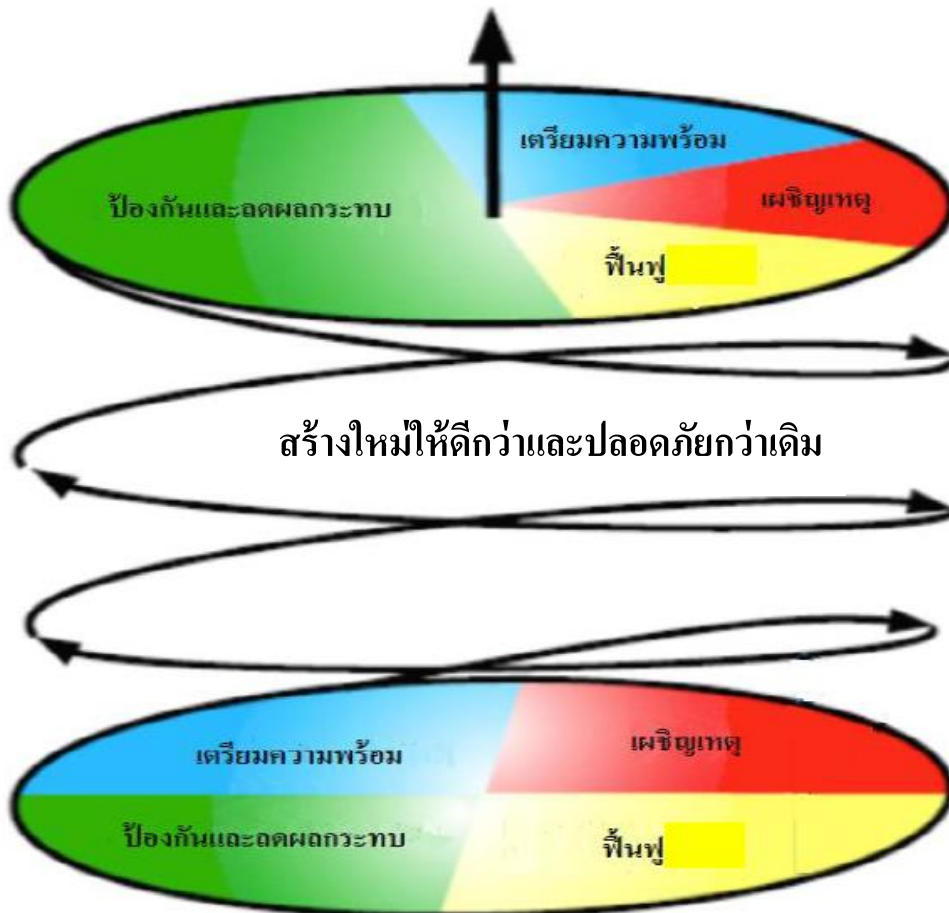 เตรียมความพร้อม
ป้องกันและลดผลกระทบ
เผชิญเหตุ
ฟื้นฟู
สร้างใหม่ให้ดีกว่าและปลอดภัยกว่าเดิม
เตรียมความพร้อม
เผชิญเหตุ
ป้องกันและลดผลกระทบ
ฟื้นฟู